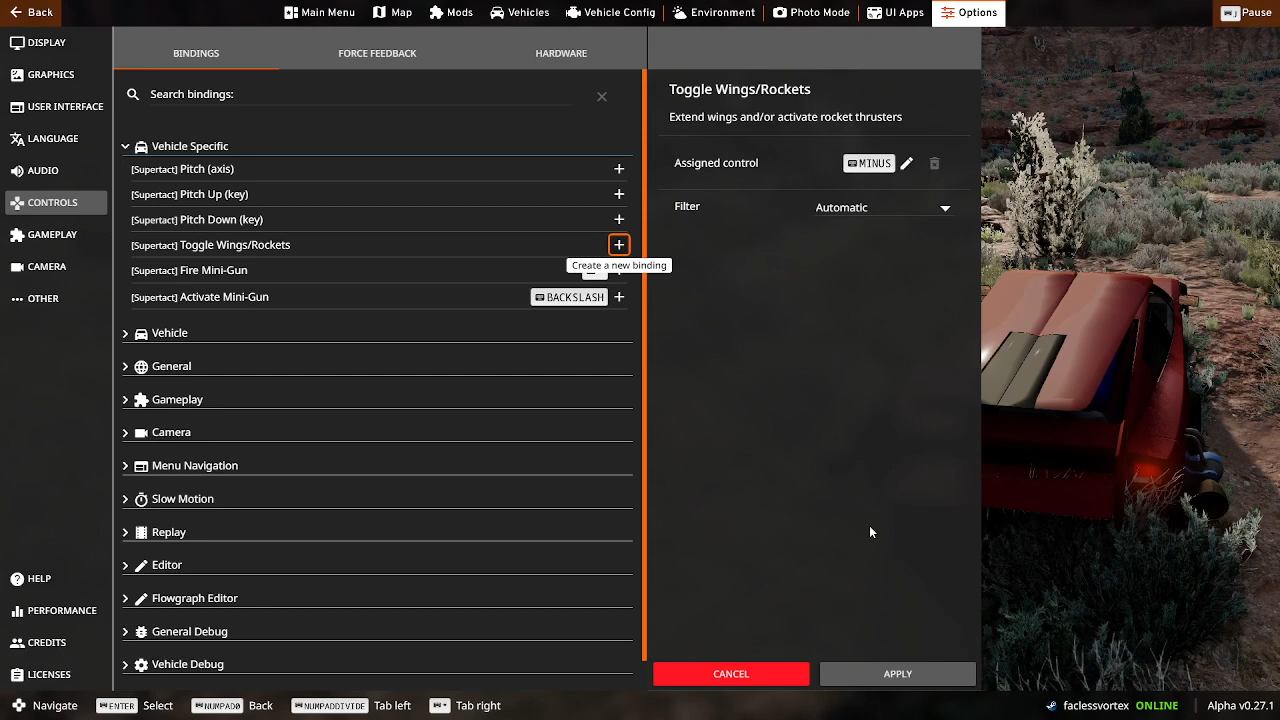 Back
Main Menu
Map
Mods
Vehicles
Vehicle Config
Environment
Photo Mode
UI Apps
Options
J
Pause
DISPLAY
GRAPHICS
USER INTERFACE
LANGUAGE
AUDIO
CONTROLS
GAMEPLAY
CAMERA
OTHER
HELP
PERFORMANCE
CREDITS
LICENSES
BINDINGS
FORCE FEEDBACK
HARDWARE
Search bindings:
Vehicle Specific
[Supertact] Pitch (axis)
[Supertact] Pitch Up (key)
[Supertact] Pitch Down (key)
[Supertact] Toggle Wings/Rockets
Create a new binding
[Supertact] Fire Mini-Gun
[Supertact] Activate Mini-Gun
BACKSLASH
Vehicle
General
Gameplay
Camera
Menu Navigation
Slow Motion
Replay
Editor
Flowgraph Editor
General Debug
Vehicle Debug
Toggle Wings/Rockets
Extend wings and/or activate rocket thrusters
Assigned control
MINUS
Filter
Automatic
CANCEL
APPLY
Navigate
ENTER
Select
NUMPAD0
Back
NUMPADDIVIDE
Tab left
*
Tab right
faclessvortex ONLINE
Alpha v0.27.1